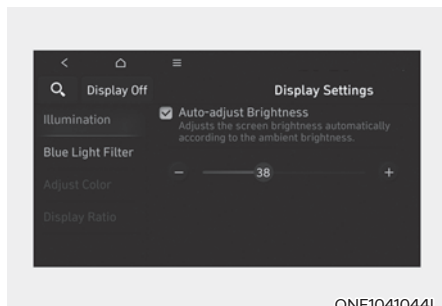 Display Off
Display Settings
Illumination
Auto-adjust Brightness
Adjusts the screen brightness automatically
according to the ambient brightness.
Blue Light Filter
− 38 +
Adjust Color
Display Ratio